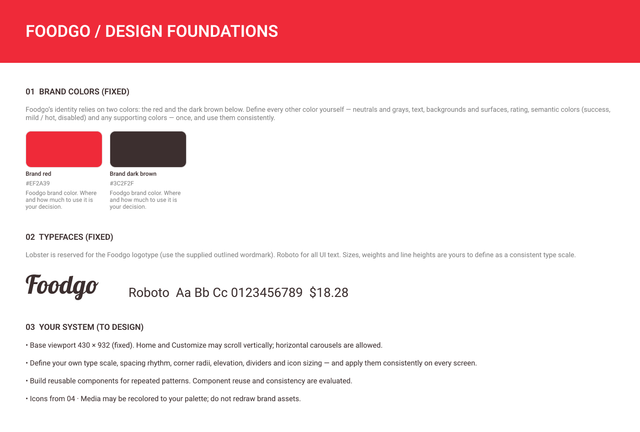 FOODGO / DESIGN FOUNDATIONS
01 BRAND COLORS (FIXED)
Foodgo's identity relies on two colors: the red and the dark brown below. Define every other color yourself — neutrals and grays, text, backgrounds and surfaces, rating, semantic colors (success,
mild / hot, disabled) and any supporting colors — once, and use them consistently.
Brand red
#EF2A39
Foodgo brand color. Where
and how much to use it is
your decision.
Brand dark brown
#3C2F2F
Foodgo brand color. Where
and how much to use it is
your decision.
02 TYPEFACES (FIXED)
Lobster is reserved for the Foodgo logotype (use the supplied outlined wordmark). Roboto for all UI text. Sizes, weights and line heights are yours to define as a consistent type scale.
Foodgo
Roboto Aa Bb Cc 0123456789 $18.28
03 YOUR SYSTEM (TO DESIGN)
• Base viewport 430 × 932 (fixed). Home and Customize may scroll vertically; horizontal carousels are allowed.
• Define your own type scale, spacing rhythm, corner radii, elevation, dividers and icon sizing — and apply them consistently on every screen.
• Build reusable components for repeated patterns. Component reuse and consistency are evaluated.
• Icons from 04 · Media may be recolored to your palette; do not redraw brand assets.